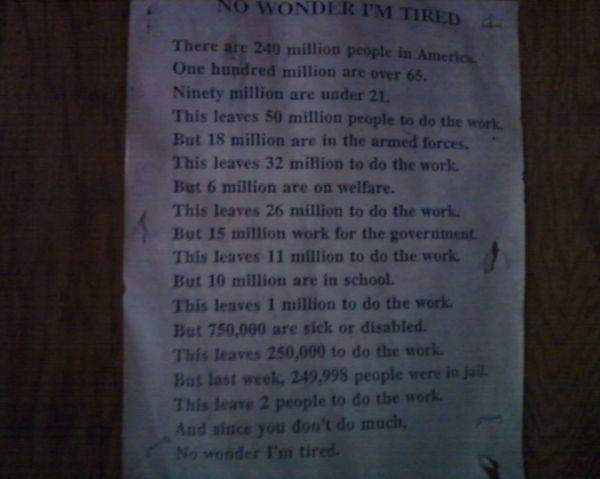 NO WONDER I'M TIRED
There are 240 million people in America.
One hundred million are over 65.
Ninety million are under 21.
This leaves 50 million people to do the work.
But 18 million are in the armed forces.
This leaves 32 million to do the work.
But 6 million are on welfare.
This leaves 26 million to do the work.
But 15 million work for the government.
This leaves 11 million to do the work.
But 10 million are in school.
This leaves 1 million to do the work.
But 750,000 are sick or disabled.
This leaves 250,000 to do the work.
But last week, 249,998 people were in jail.
This leave 2 people to do the work.
And since you don't do much,
No wonder I'm tired.